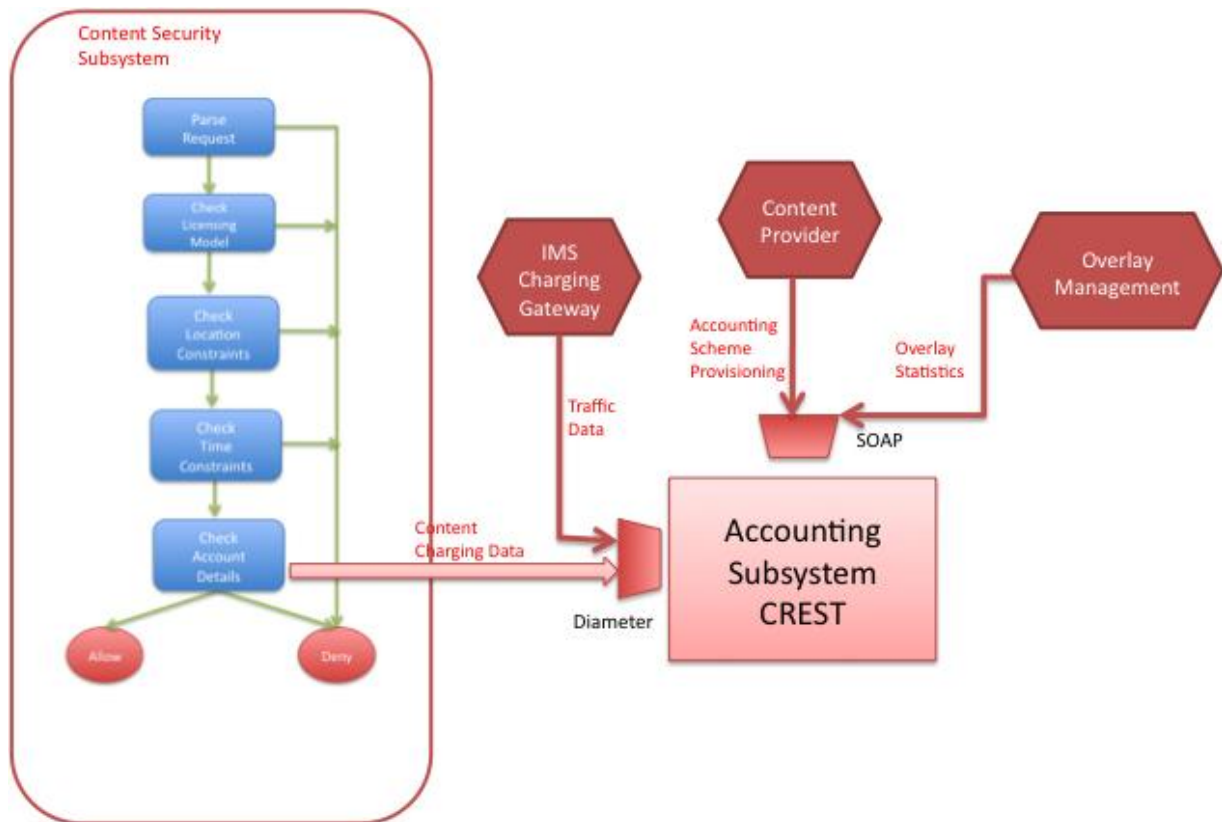 Content Security
Subsystem
Parse
Request
Check
Licensing
Model
Check
Location
Constraints
Check
Time
Constraints
Check
Account
Details
Allow
Deny
IMS
Charging
Gateway
Content
Provider
Overlay
Management
Accounting
Scheme
Provisioning
Overlay
Statistics
Traffic
Data
SOAP
Content
Charging Data
Diameter
Accounting
Subsystem
CREST